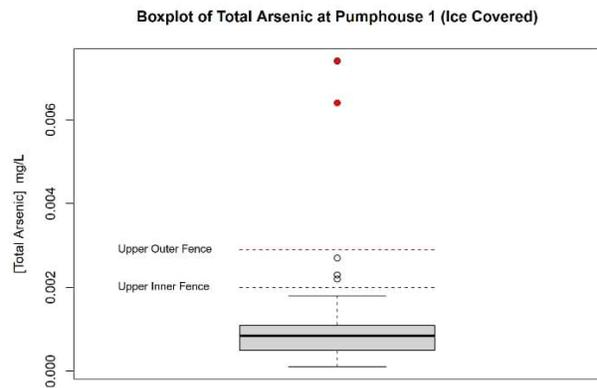 Boxplot of Total Arsenic at Pumphouse 1 (Ice Covered)
[Total Arsenic] mg/L
0.006
0.004
0.002
0.000
Upper Outer Fence
Upper Inner Fence